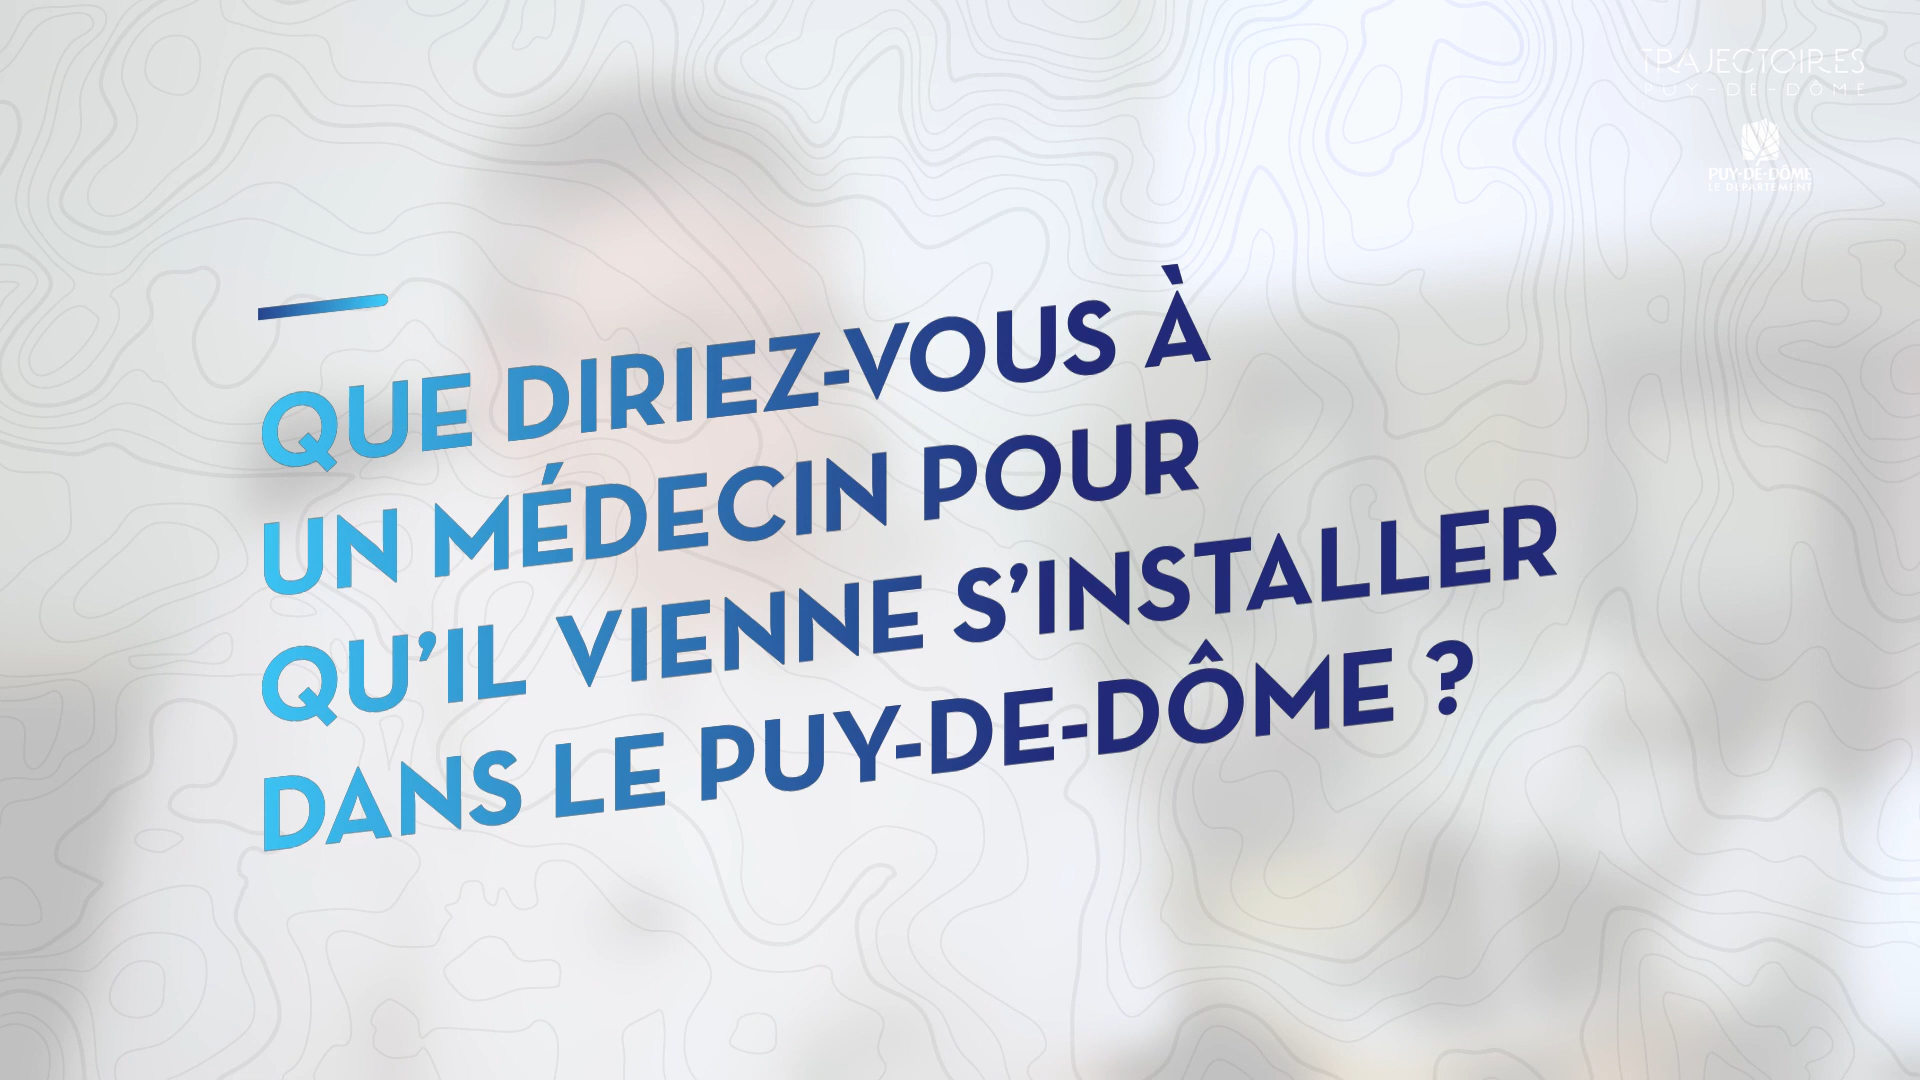 TRAJECTOIRES
PUY-DE-DÔME
PUY-DE-DÔME
LE DÉPARTEMENT
QUE DIRIEZ-VOUS À
UN MÉDECIN POUR
QU’IL VIENNE S’INSTALLER
DANS LE PUY-DE-DÔME ?